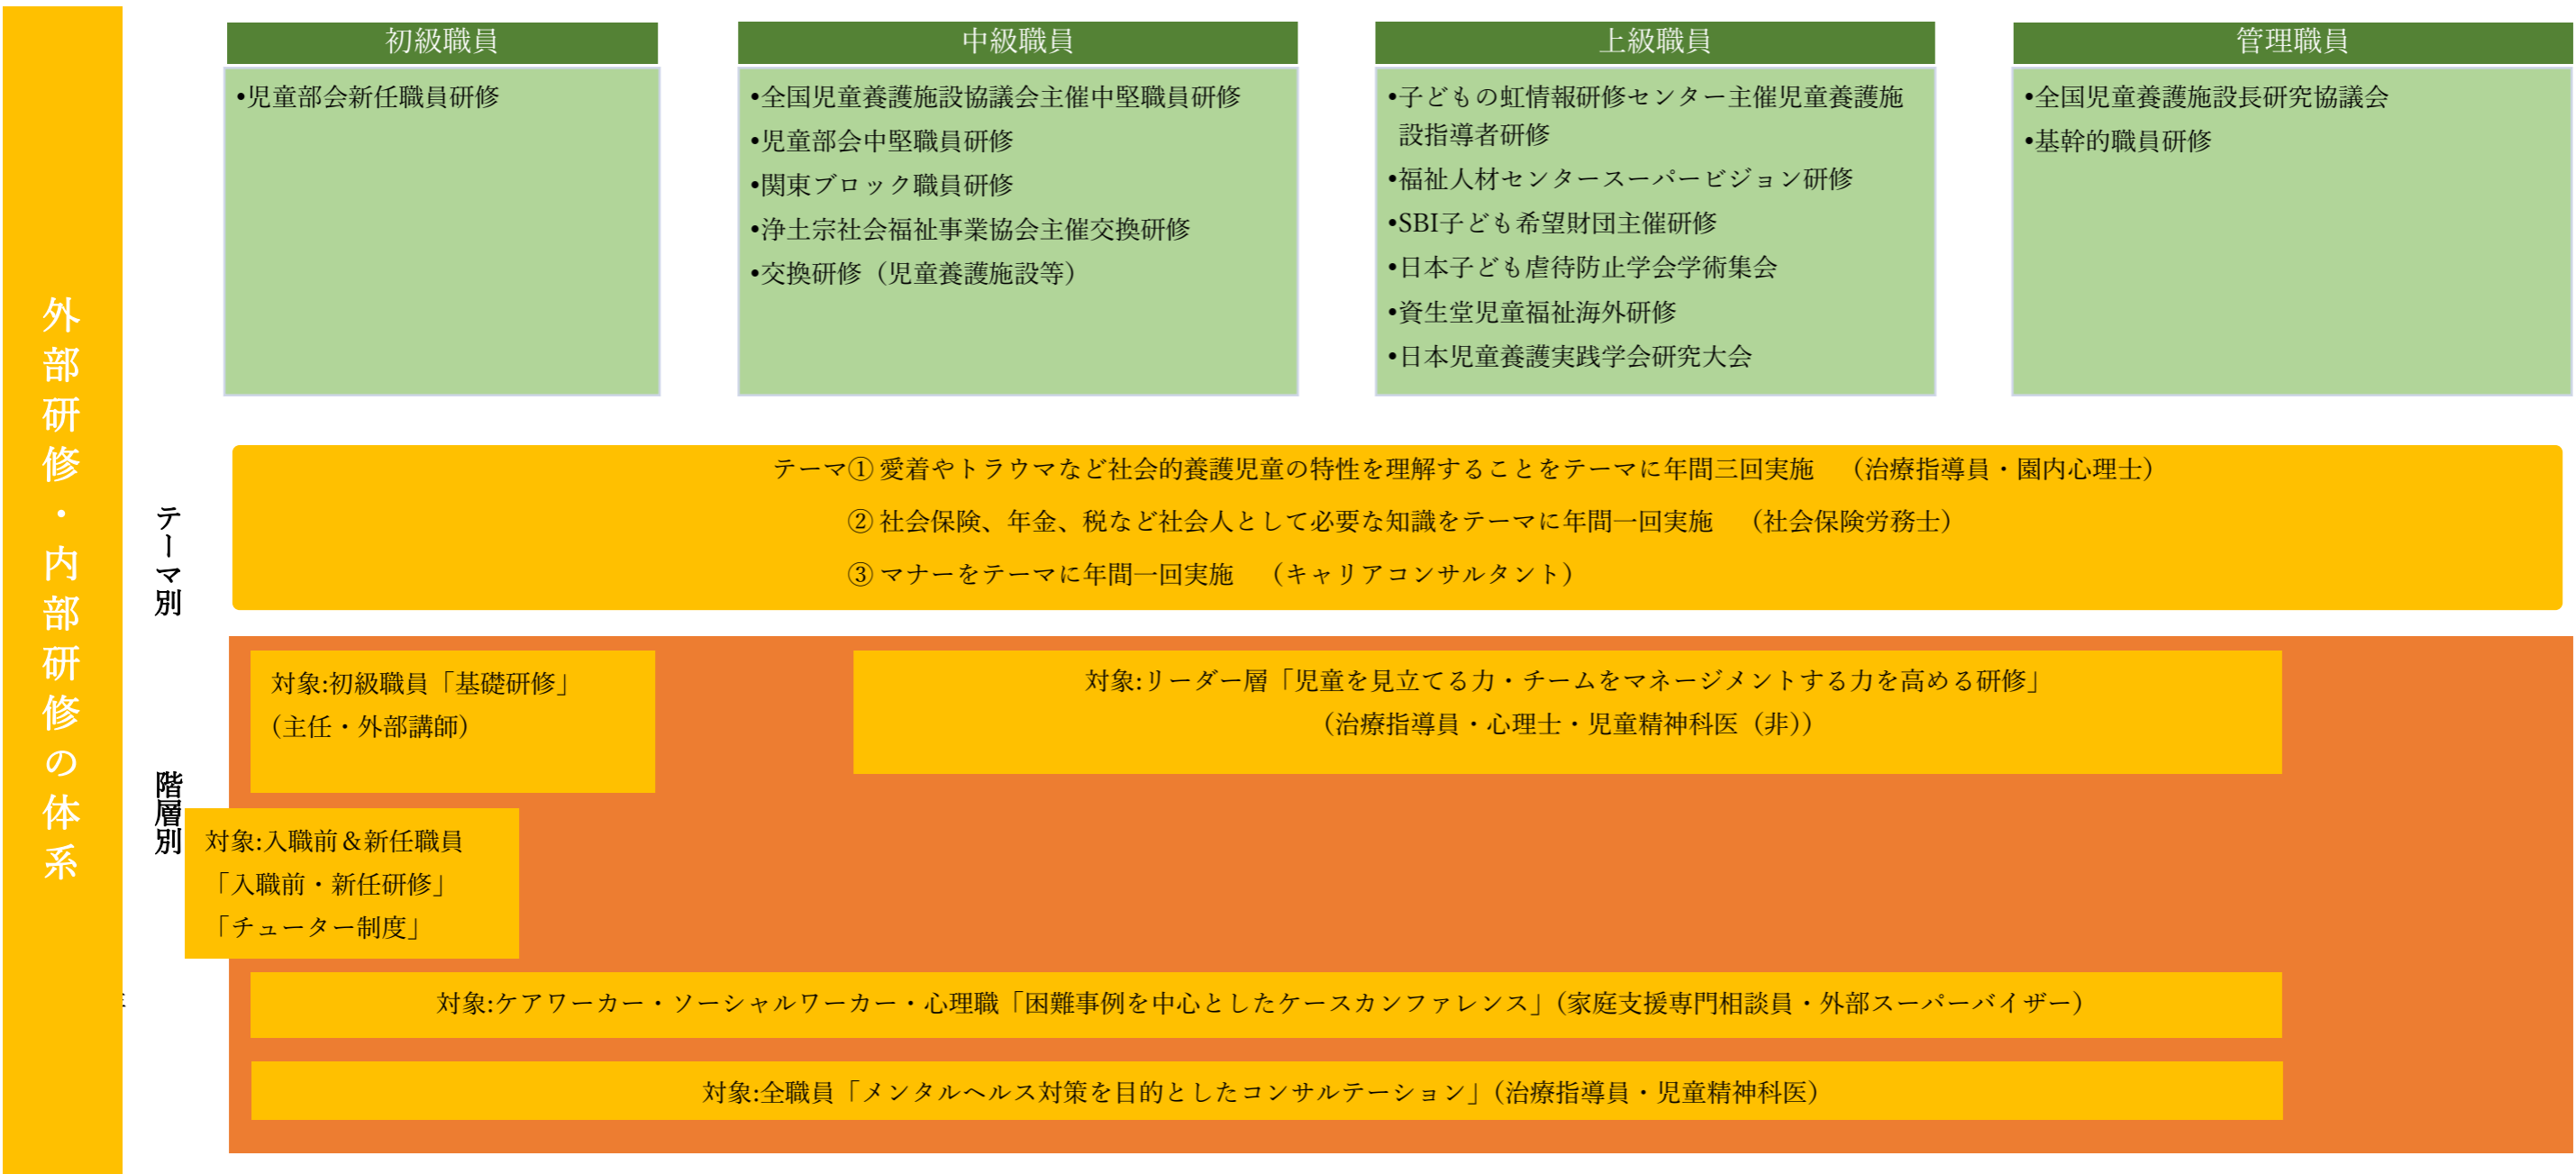 外部研修・内部研修の体系
初級職員
•児童部会新任職員研修
中級職員
•全国児童養護施設協議会主催中堅職員研修
•児童部会中堅職員研修
•関東ブロック職員研修
•浄土宗社会福祉事業協会主催交換研修
•交換研修（児童養護施設等）
上級職員
•子どもの虹情報研修センター主催児童養護施
設指導者研修
•福祉人材センタースーパービジョン研修
•SBI子ども希望財団主催研修
•日本子ども虐待防止学会学術集会
•資生堂児童福祉海外研修
•日本児童養護実践学会研究大会
管理職員
•全国児童養護施設長研究協議会
•基幹的職員研修
テーマ別
テーマ① 愛着やトラウマなど社会的養護児童の特性を理解することをテーマに年間三回実施　（治療指導員・園内心理士）
② 社会保険、年金、税など社会人として必要な知識をテーマに年間一回実施　（社会保険労務士）
③ マナーをテーマに年間一回実施　（キャリアコンサルタント）
階層別
対象:初級職員「基礎研修」
（主任・外部講師）
対象:リーダー層「児童を見立てる力・チームをマネージメントする力を高める研修」
（治療指導員・心理士・児童精神科医（非））
対象:入職前＆新任職員
「入職前・新任研修」
「チューター制度」
対象:ケアワーカー・ソーシャルワーカー・心理職「困難事例を中心としたケースカンファレンス」（家庭支援専門相談員・外部スーパーバイザー）
対象:全職員「メンタルヘルス対策を目的としたコンサルテーション」（治療指導員・児童精神科医）